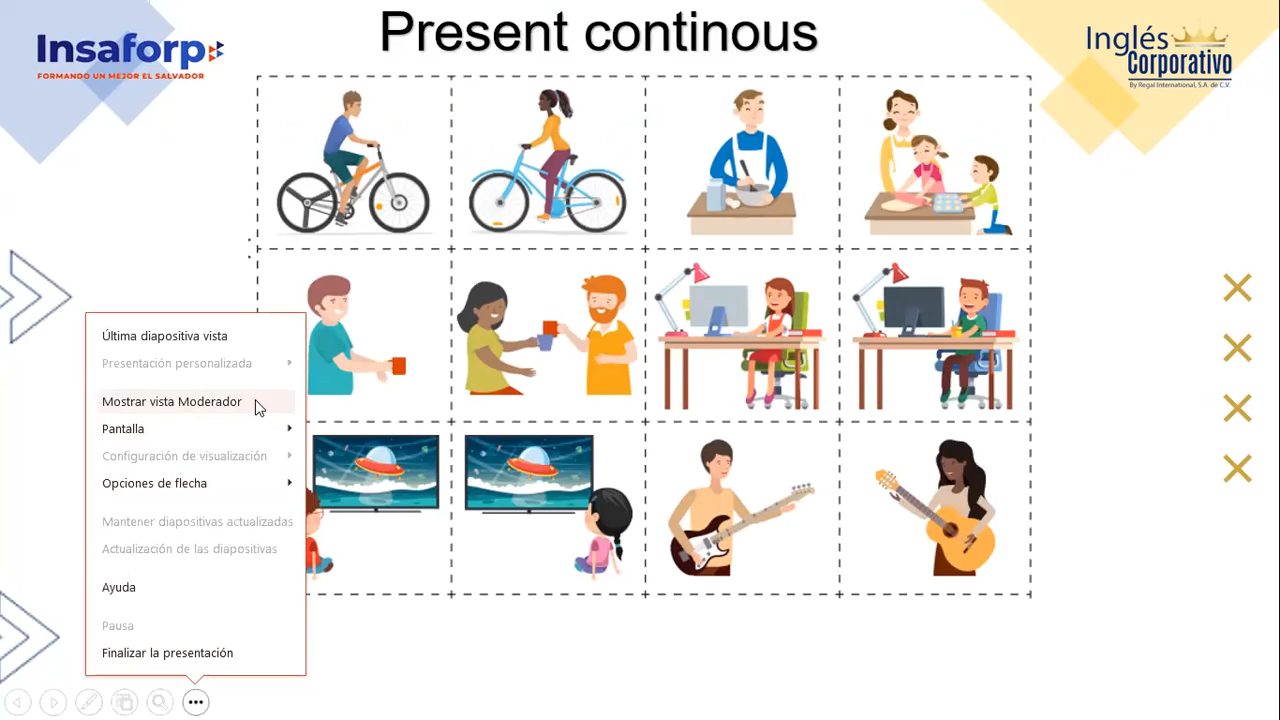 Present continous
Insaforp
FORMANDO UN MEJOR EL SALVADOR
Inglés
Corporativo
By Regal International, S.A. de C.V.
Última diapositiva vista
Presentación personalizada
Mostrar vista Moderador
Pantalla
Configuración de visualización
Opciones de flecha
Mantener diapositivas actualizadas
Actualización de las diapositivas
Ayuda
Pausa
Finalizar la presentación